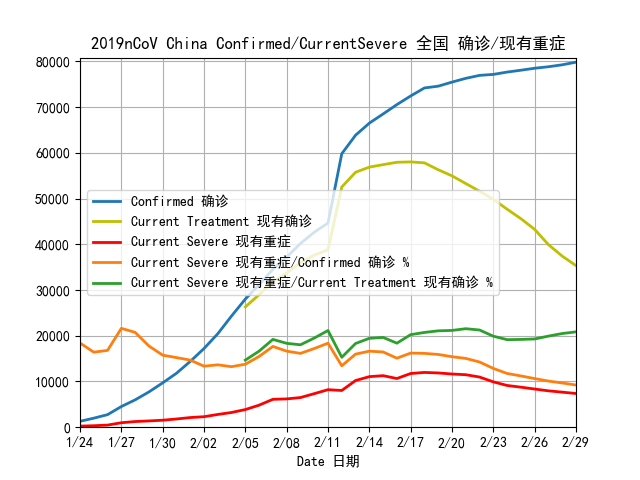 2019nCoV China Confirmed/CurrentSevere 全国 确诊/现有重症
80000
70000
60000
50000
40000
30000
20000
10000
0
Confirmed 确诊
Current Treatment 现有确诊
Current Severe 现有重症
Current Severe 现有重症/Confirmed 确诊 %
Current Severe 现有重症/Current Treatment 现有确诊 %
1/24 1/27 1/30 2/02 2/05 2/08 2/11 2/14 2/17 2/20 2/23 2/26 2/29
Date 日期